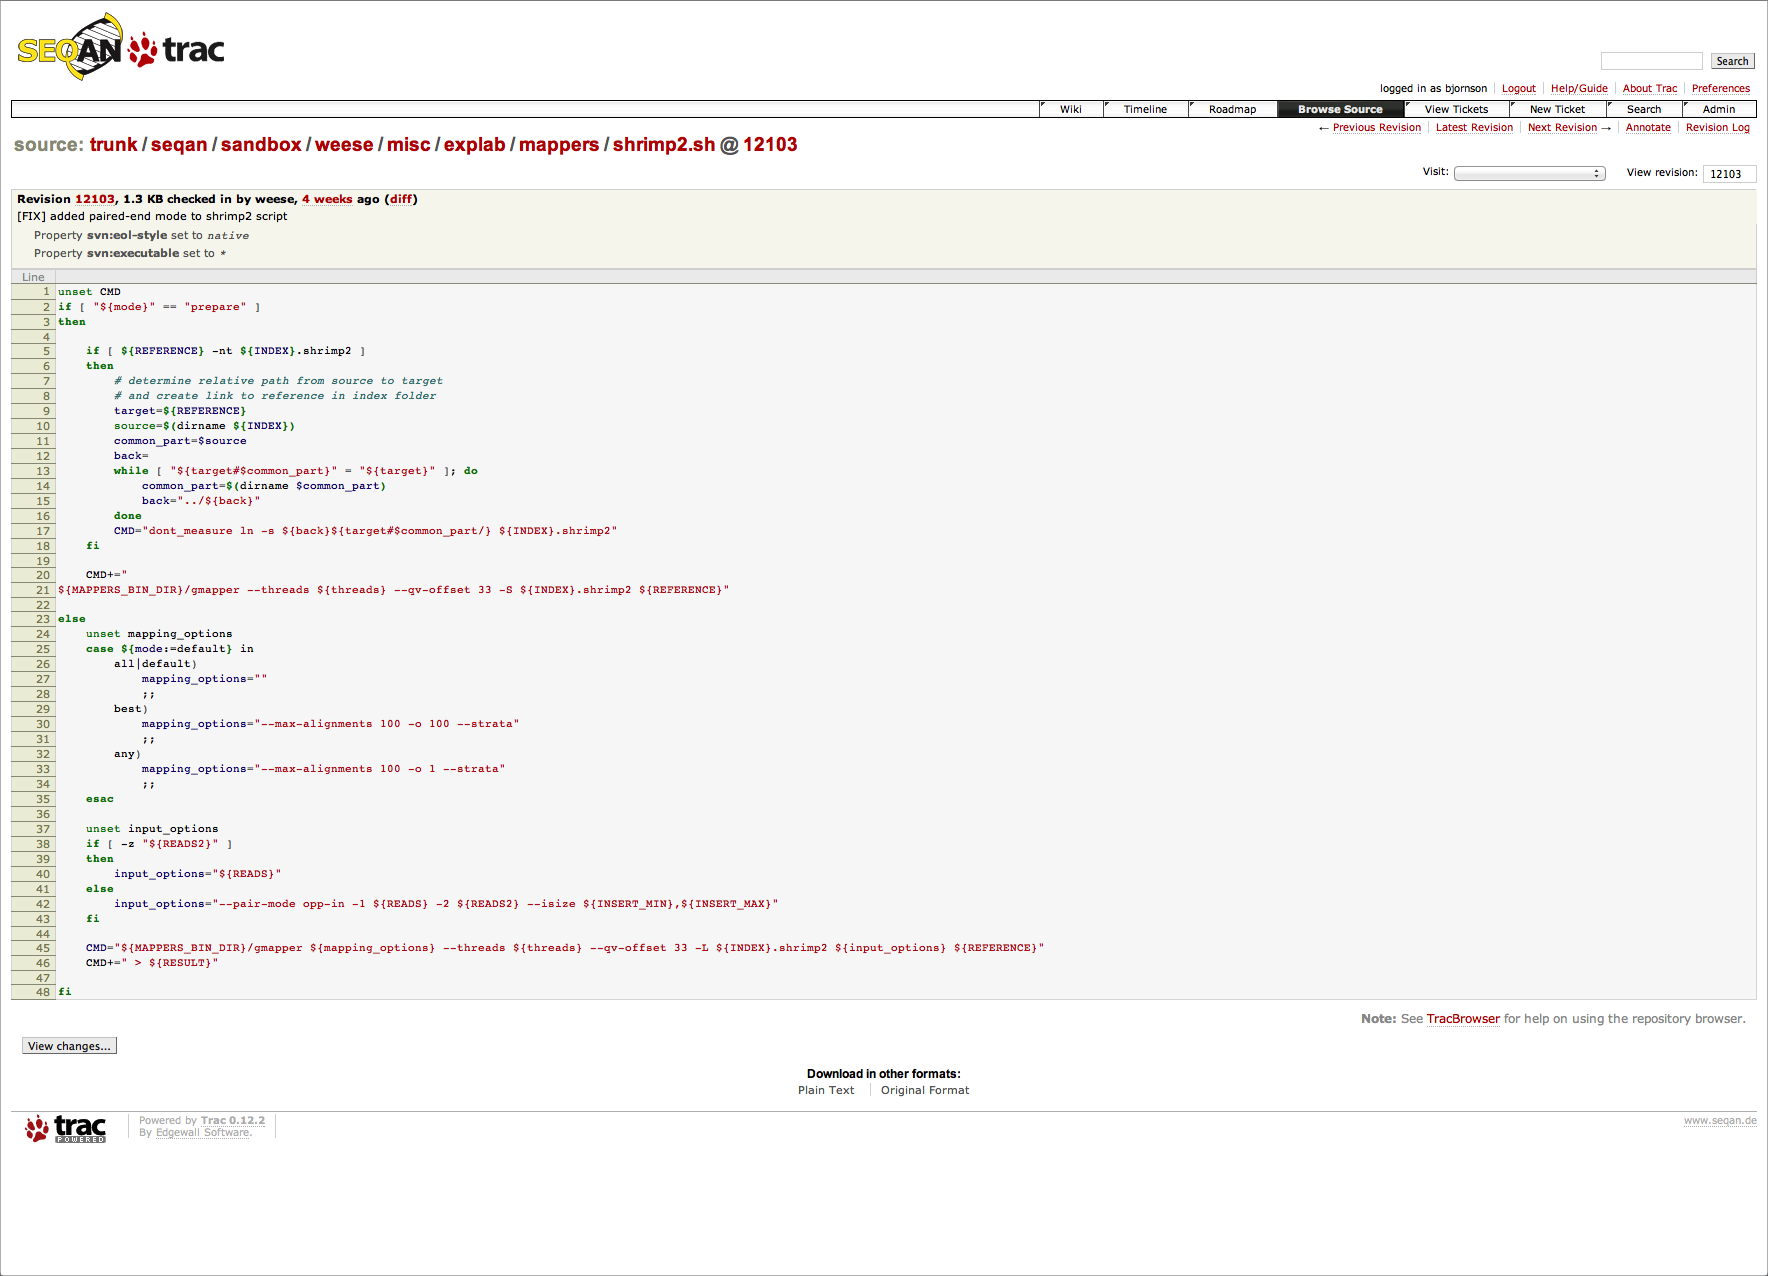 SEQAN trac
Search
logged in as bjornson Logout Help/Guide About Trac Preferences
Wiki Timeline Roadmap Browse Source View Tickets New Ticket Search Admin
← Previous Revision Latest Revision Next Revision → Annotate Revision Log
source: trunk / seqan / sandbox / weese / misc / explab / mappers / shrimp2.sh @ 12103
Visit: View revision: 12103
Revision 12103, 1.3 KB checked in by weese, 4 weeks ago (diff)
[FIX] added paired-end mode to shrimp2 script
Property svn:eol-style set to native
Property svn:executable set to *
Line
1 unset CMD
2 if [ "${mode}" == "prepare" ]
3 then
4
5     if [ ${REFERENCE} -nt ${INDEX}.shrimp2 ]
6     then
7         # determine relative path from source to target
8         # and create link to reference in index folder
9         target=${REFERENCE}
10         source=$(dirname ${INDEX})
11         common_part=$source
12         back=
13         while [ "${target#$common_part}" = "${target}" ]; do
14             common_part=$(dirname $common_part)
15             back="../${back}"
16         done
17         CMD="dont_measure ln -s ${back}${target#$common_part/} ${INDEX}.shrimp2"
18     fi
19
20     CMD+="
21 ${MAPPERS_BIN_DIR}/gmapper --threads ${threads} --qv-offset 33 -S ${INDEX}.shrimp2 ${REFERENCE}"
22
23 else
24     unset mapping_options
25     case ${mode:=default} in
26         all|default)
27             mapping_options=""
28             ;;
29         best)
30             mapping_options="--max-alignments 100 -o 100 --strata"
31             ;;
32         any)
33             mapping_options="--max-alignments 100 -o 1 --strata"
34             ;;
35     esac
36
37     unset input_options
38     if [ -z "${READS2}" ]
39     then
40         input_options="${READS}"
41     else
42         input_options="--pair-mode opp-in -1 ${READS} -2 ${READS2} --isize ${INSERT_MIN},${INSERT_MAX}"
43     fi
44
45     CMD="${MAPPERS_BIN_DIR}/gmapper ${mapping_options} --threads ${threads} --qv-offset 33 -L ${INDEX}.shrimp2 ${input_options} ${REFERENCE}"
46     CMD+=" > ${RESULT}"
47
48 fi
Note: See TracBrowser for help on using the repository browser.
View changes...
Download in other formats:
Plain Text Original Format
trac POWERED
Powered by Trac 0.12.2
By Edgewall Software.
www.seqan.de